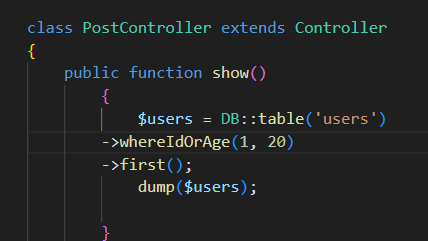 class PostController extends Controller
{
public function show()
{
$users = DB::table('users')
->whereIdOrAge(1, 20)
->first();
dump($users);
}